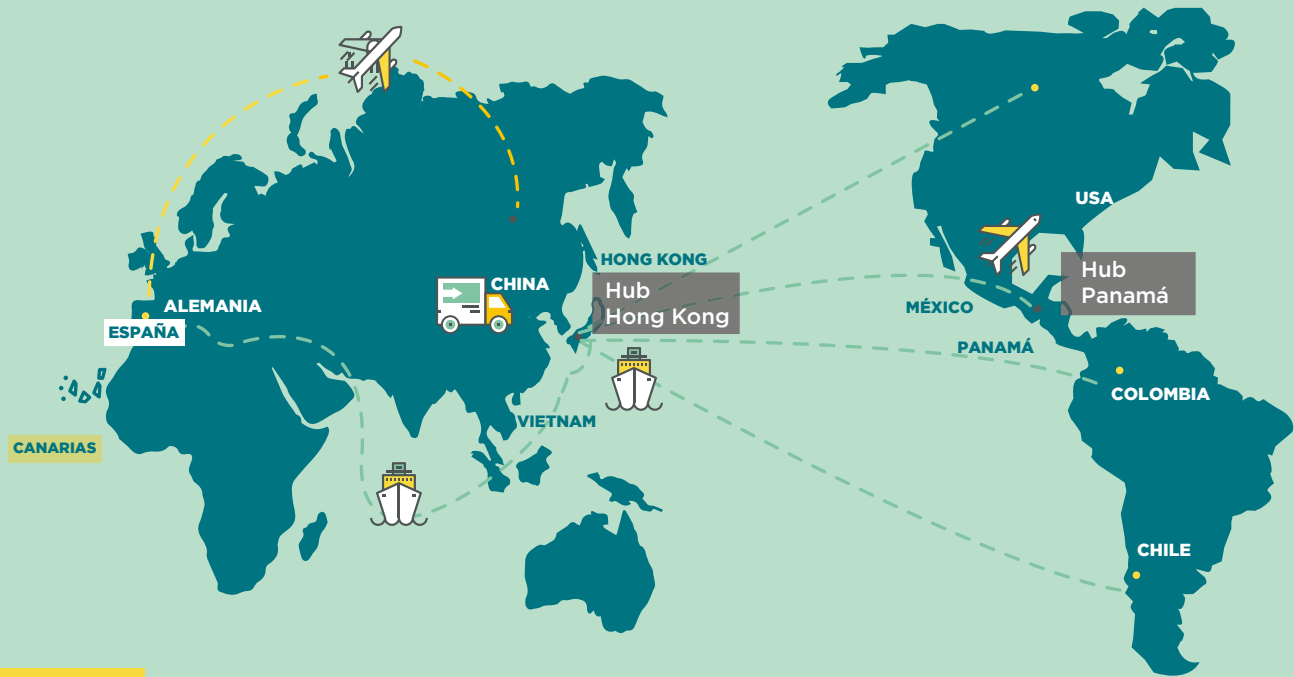 USA
HONG KONG
Hub
Panamá
CHINA
Hub
Hong Kong
ALEMANIA
MÉXICO
ESPAÑA
PANAMÁ
COLOMBIA
VIETNAM
CANARIAS
CHILE